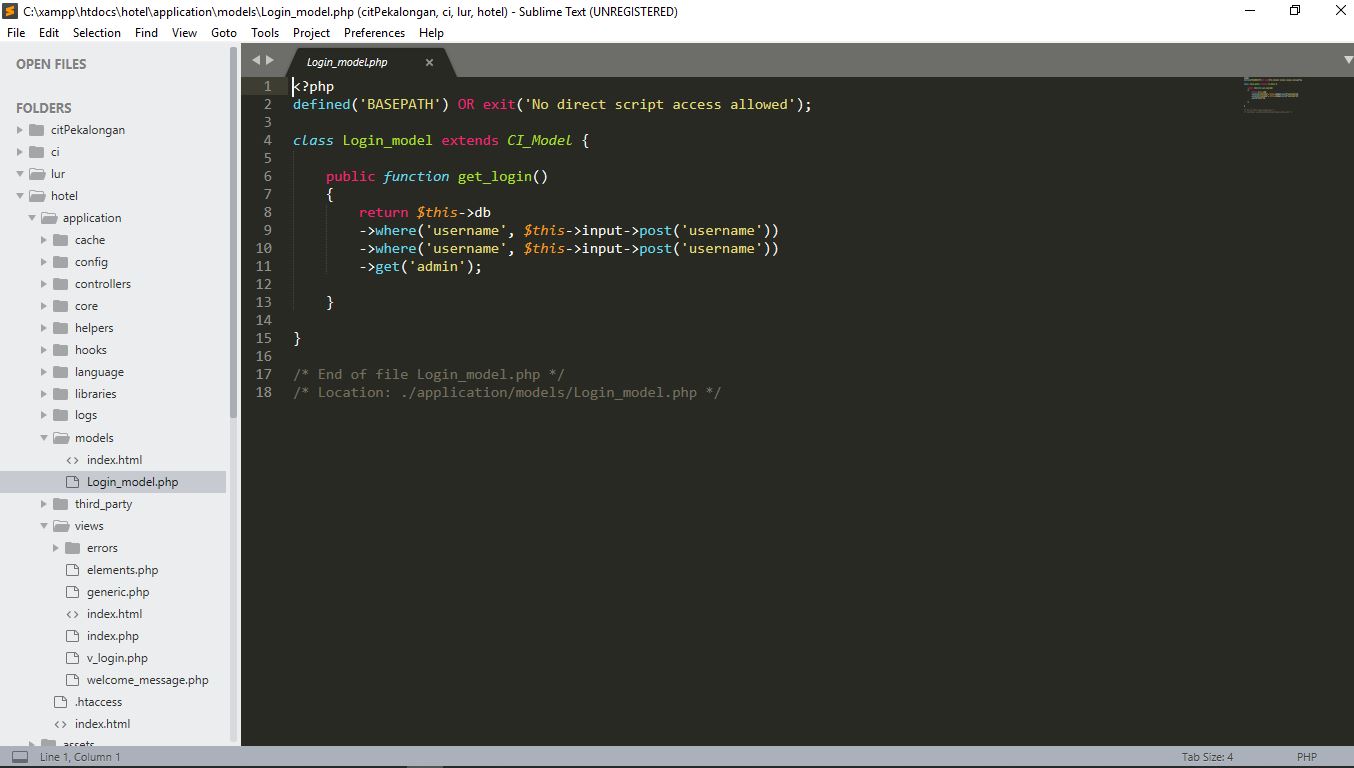 C:\xampp\htdocs\hotel\application\models\Login_model.php (citPekalongan, ci, lur, hotel) - Sublime Text (UNREGISTERED)
File Edit Selection Find View Goto Tools Project Preferences Help
OPEN FILES
FOLDERS
citPekalongan
ci
lur
hotel
application
cache
config
controllers
core
helpers
hooks
language
libraries
logs
models
index.html
Login_model.php
third_party
views
errors
elements.php
generic.php
index.html
index.php
v_login.php
welcome_message.php
.htaccess
index.html
assets
Login_model.php
1 <?php
2 defined('BASEPATH') OR exit('No direct script access allowed');
3
4 class Login_model extends CI_Model {
5
6 public function get_login()
7 {
8 return $this->db
9 ->where('username', $this->input->post('username'))
10 ->where('username', $this->input->post('username'))
11 ->get('admin');
12
13 }
14
15 }
16
17 /* End of file Login_model.php */
18 /* Location: ./application/models/Login_model.php */
Line 1, Column 1
Tab Size: 4
PHP